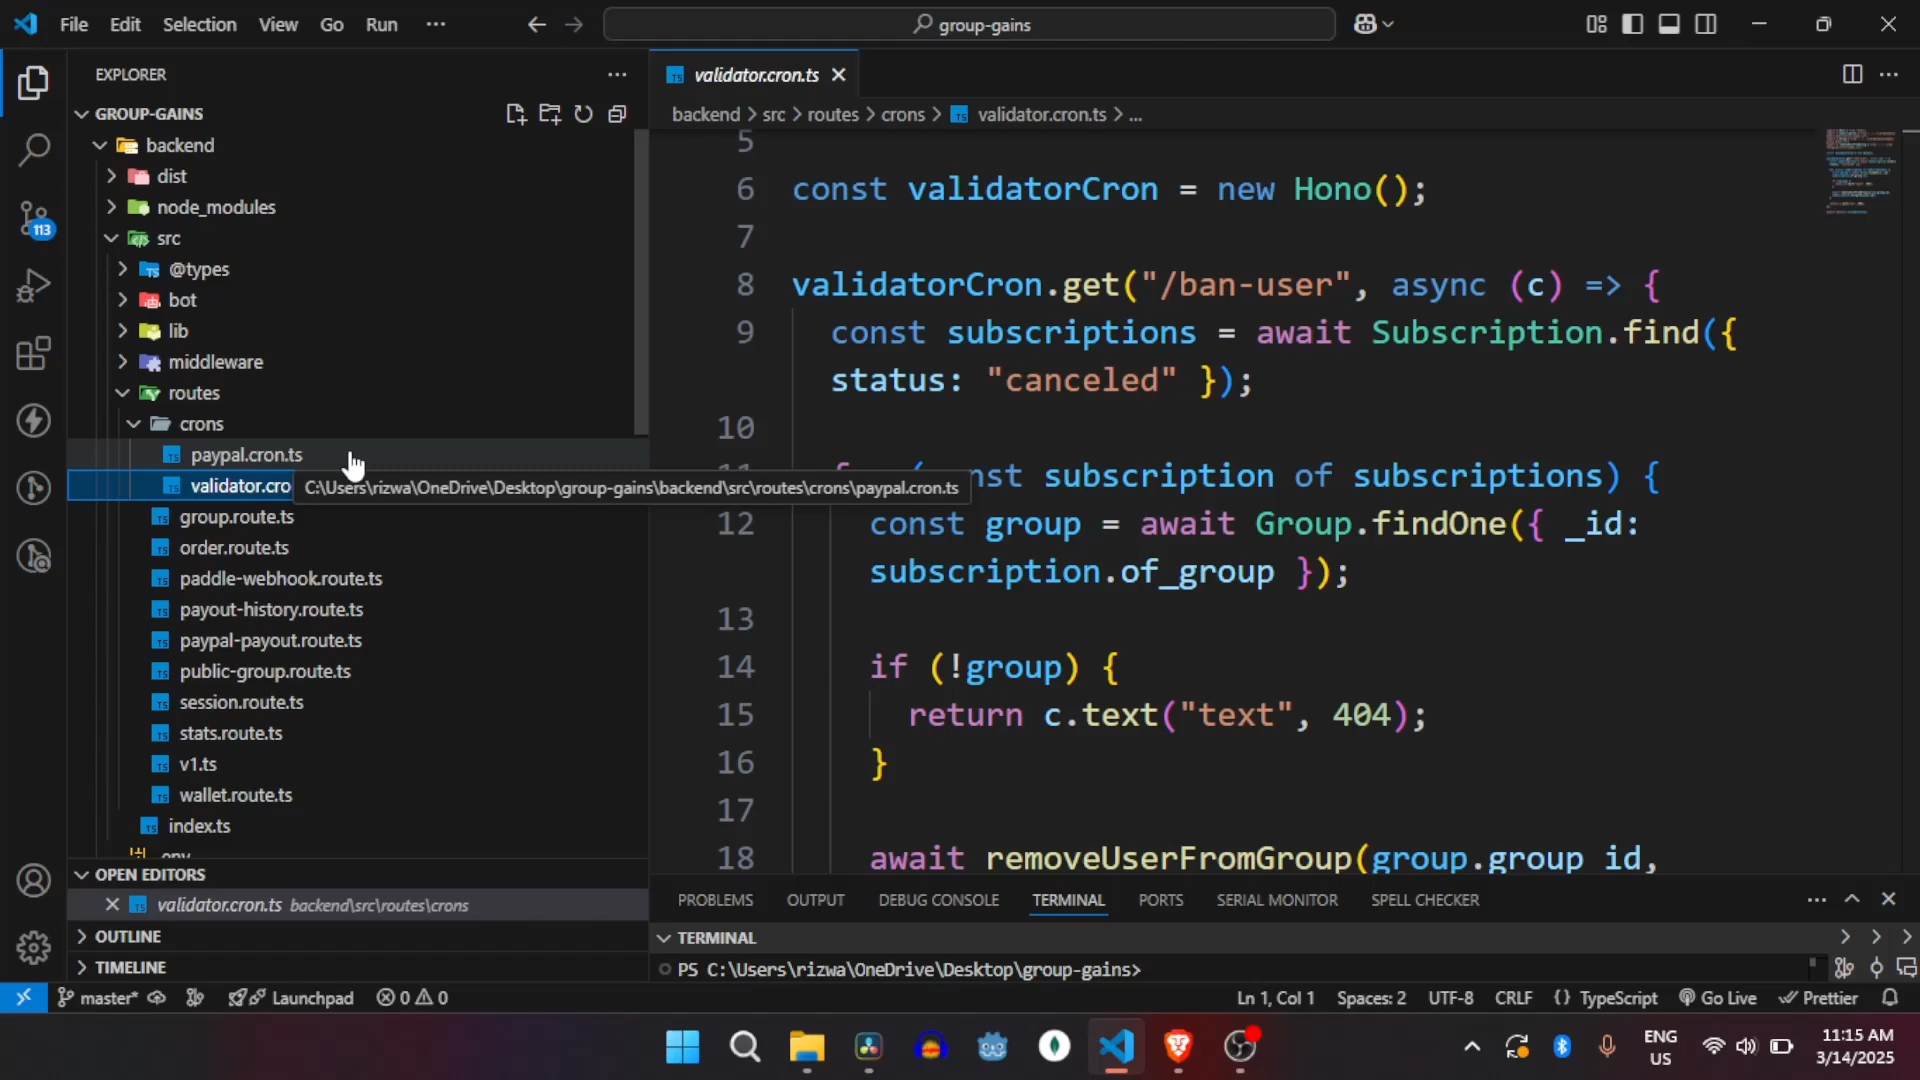 File Edit Selection View Go Run ···
group-gains
EXPLORER
GROUP-GAINS
backend
dist
node_modules
src
@types
bot
lib
middleware
routes
crons
paypal.cron.ts
validator.cro
C:\Users\rizwa\OneDrive\Desktop\group-gains\backend\src\routes\crons\paypal.cron.ts
group.route.ts
order.route.ts
paddle-webhook.route.ts
payout-history.route.ts
paypal-payout.route.ts
public-group.route.ts
session.route.ts
stats.route.ts
v1.ts
wallet.route.ts
index.ts
.env
OPEN EDITORS
validator.cron.ts backend\src\routes\crons
OUTLINE
TIMELINE
113
validator.cron.ts
backend > src > routes > crons > validator.cron.ts > ...
5
6 const validatorCron = new Hono();
7
8 validatorCron.get("/ban-user", async (c) => {
9 const subscriptions = await Subscription.find({
status: "canceled" });
10
nst subscription of subscriptions) {
12 const group = await Group.findOne({ _id:
subscription.of_group });
13
14 if (!group) {
15 return c.text("text", 404);
16 }
17
18 await removeUserFromGroup(group.group_id,
PROBLEMS OUTPUT DEBUG CONSOLE TERMINAL PORTS SERIAL MONITOR SPELL CHECKER
TERMINAL
PS C:\Users\rizwa\OneDrive\Desktop\group-gains>
master* Launchpad 0 0 Ln 1, Col 1 Spaces: 2 UTF-8 CRLF {} TypeScript Go Live Prettier
ENG
US
11:15 AM
3/14/2025